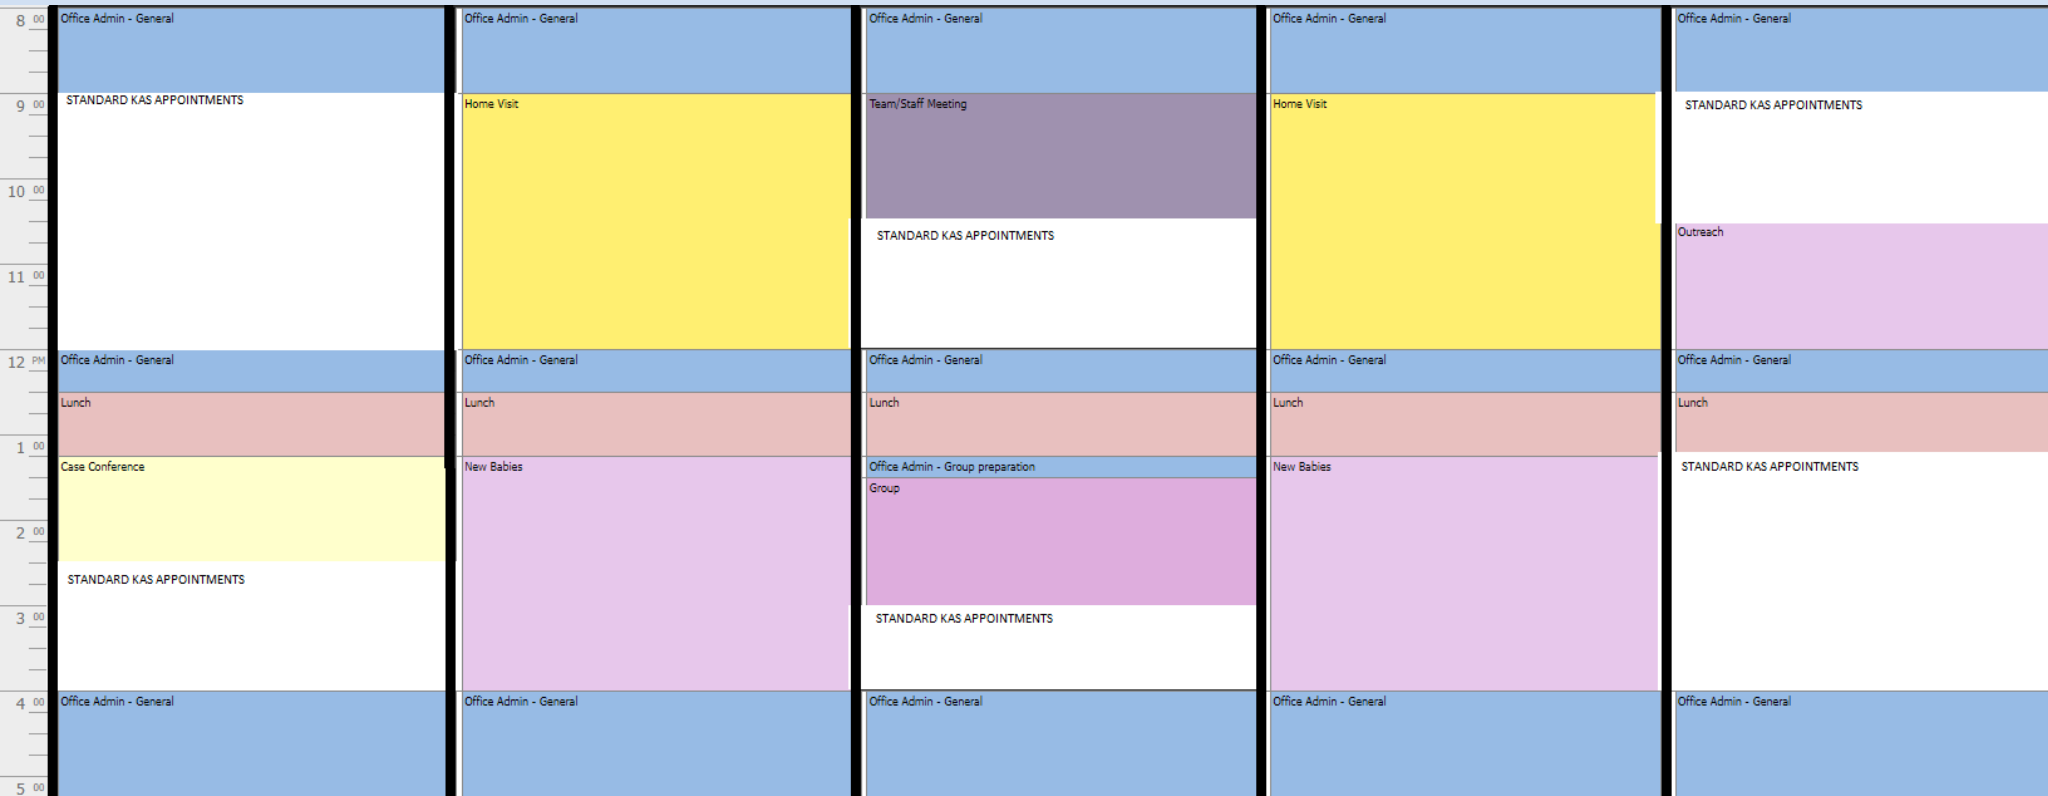 8 00
9 00
10 00
11 00
12 PM
1 00
2 00
3 00
4 00
5 00
Office Admin - General
STANDARD KAS APPOINTMENTS
Office Admin - General
Lunch
Case Conference
STANDARD KAS APPOINTMENTS
Office Admin - General
Office Admin - General
Home Visit
Office Admin - General
Lunch
New Babies
Office Admin - General
Office Admin - General
Team/Staff Meeting
STANDARD KAS APPOINTMENTS
Office Admin - General
Lunch
Office Admin - Group preparation
Group
STANDARD KAS APPOINTMENTS
Office Admin - General
Office Admin - General
Home Visit
Office Admin - General
Lunch
New Babies
Office Admin - General
Office Admin - General
STANDARD KAS APPOINTMENTS
Outreach
Office Admin - General
Lunch
STANDARD KAS APPOINTMENTS
Office Admin - General